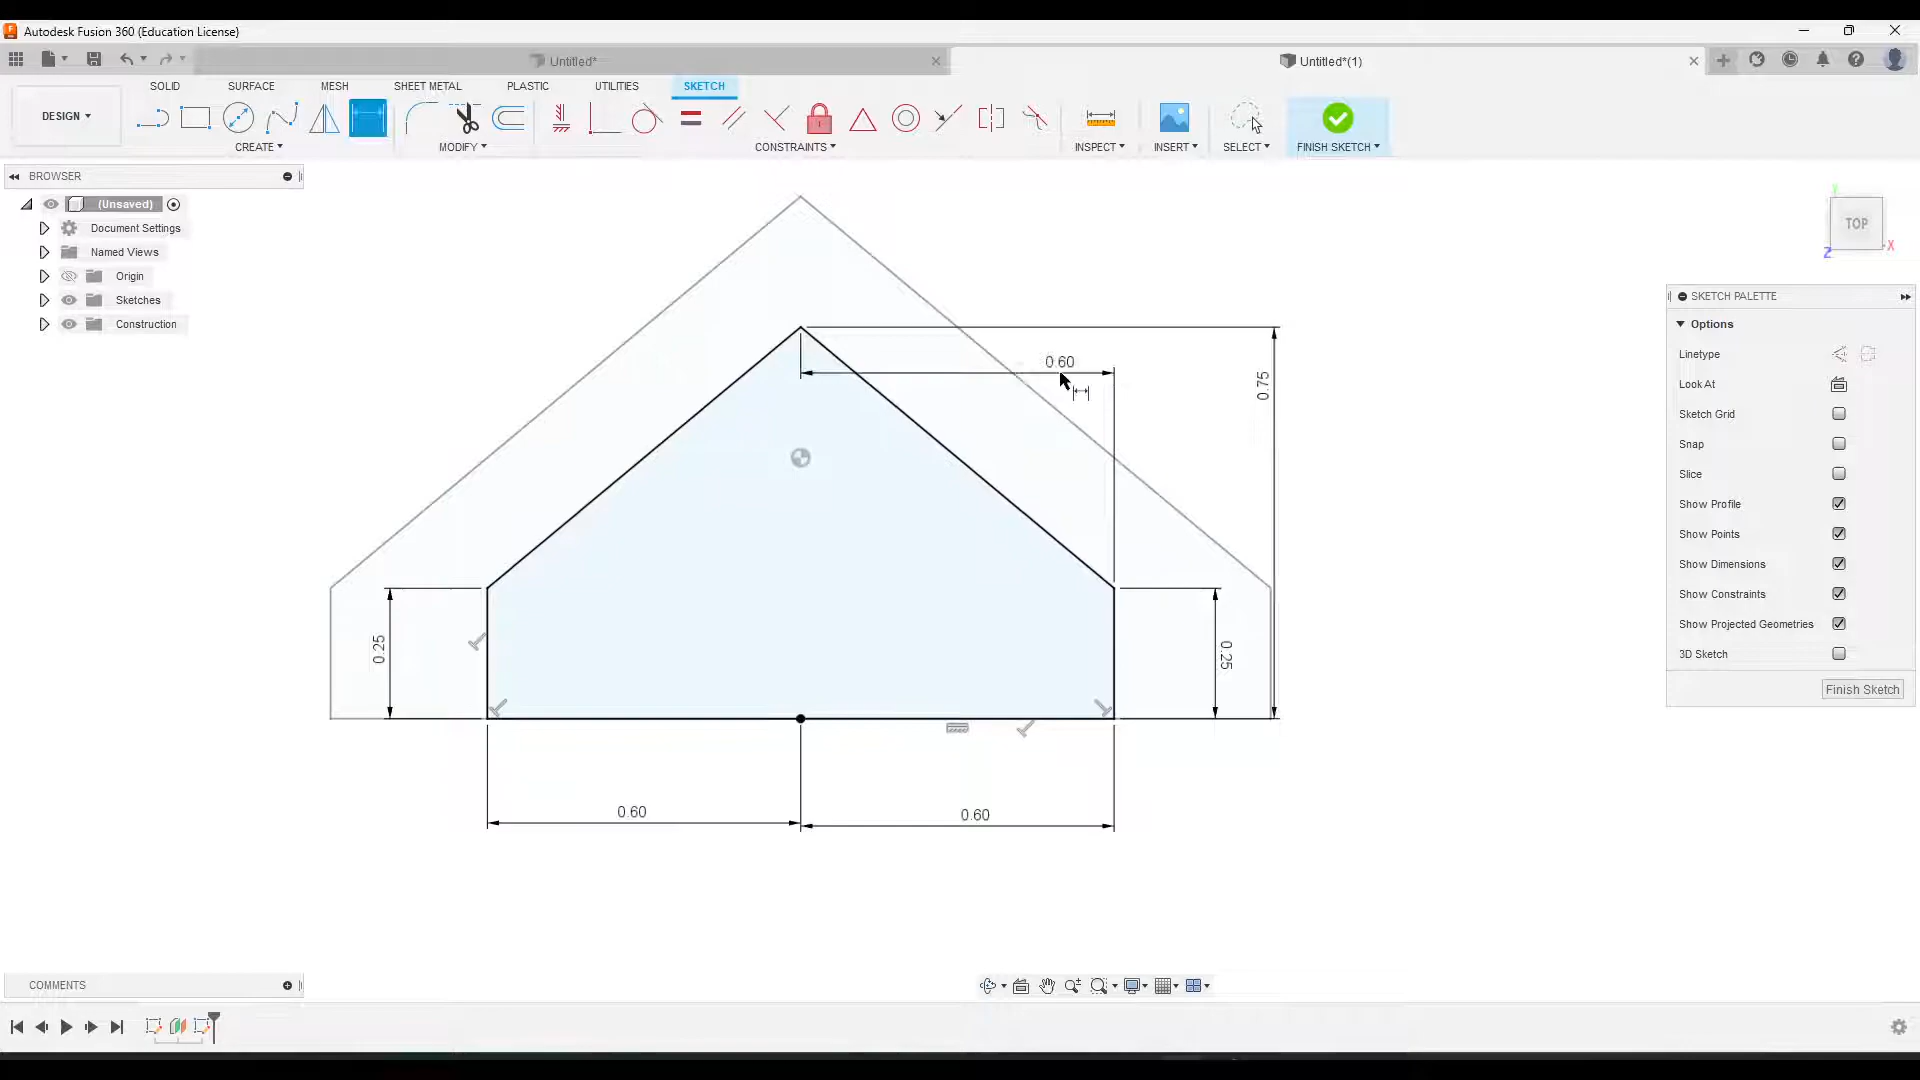 Autodesk Fusion 360 (Education License)
Untitled*
Untitled*(1)
SOLID SURFACE MESH SHEET METAL PLASTIC UTILITIES SKETCH
DESIGN
CREATE MODIFY CONSTRAINTS INSPECT INSERT SELECT FINISH SKETCH
BROWSER
(Unsaved)
Document Settings
Named Views
Origin
Sketches
Construction
Y
TOP
X
Z
SKETCH PALETTE
Options
Linetype
Look At
Sketch Grid
Snap
Slice
Show Profile
Show Points
Show Dimensions
Show Constraints
Show Projected Geometries
3D Sketch
Finish Sketch
0.60
0.75
0.25
0.25
0.60
0.60
COMMENTS